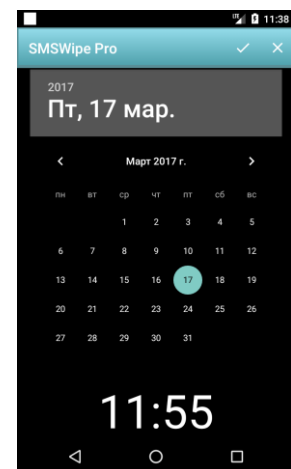 LTE 11:38
SMSWipe Pro
2017
Пт, 17 мар.
Март 2017 г.
пн вт ср чт пт сб вс
1 2 3 4 5
6 7 8 9 10 11 12
13 14 15 16 17 18 19
20 21 22 23 24 25 26
27 28 29 30 31
11:55